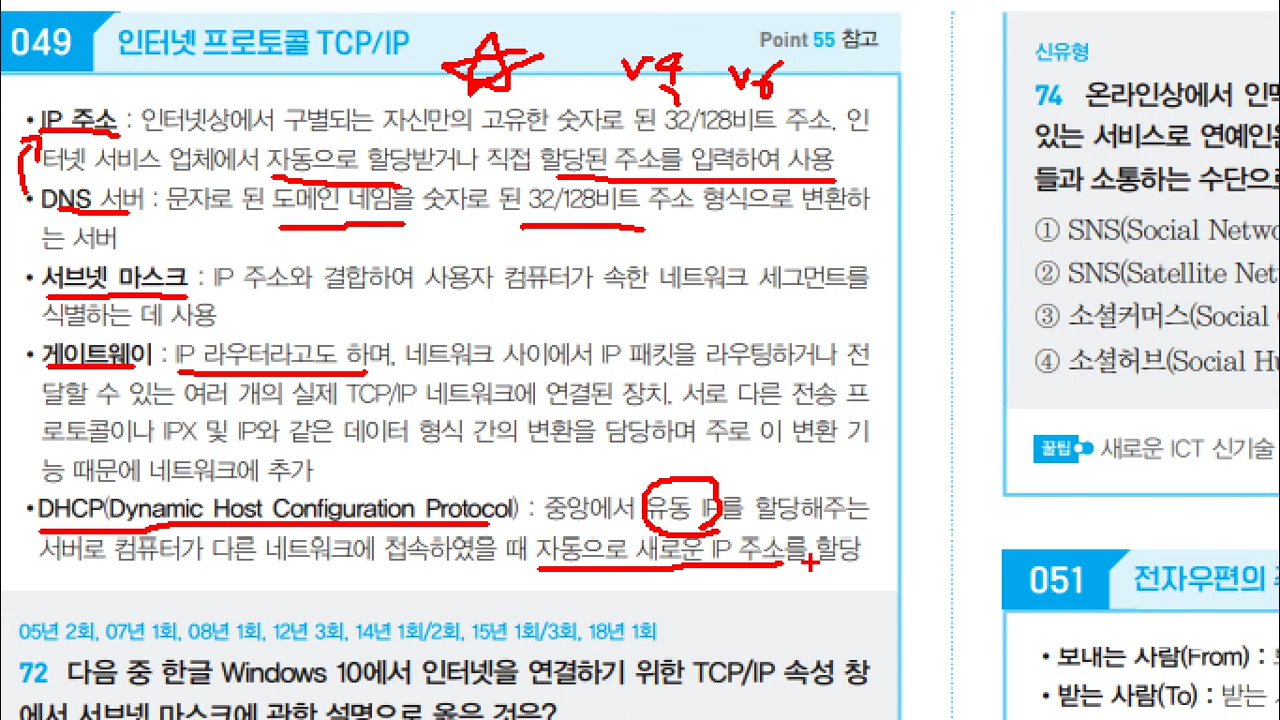 049 인터넷 프로토콜 TCP/IP Point 55 참고
v4 v6
• IP 주소 : 인터넷상에서 구별되는 자신만의 고유한 숫자로 된 32/128비트 주소, 인
터넷 서비스 업체에서 자동으로 할당받거나 직접 할당된 주소를 입력하여 사용
• DNS 서버 : 문자로 된 도메인 네임을 숫자로 된 32/128비트 주소 형식으로 변환하
는 서버
• 서브넷 마스크 : IP 주소와 결합하여 사용자 컴퓨터가 속한 네트워크 세그먼트를
식별하는 데 사용
• 게이트웨이 : IP 라우터라고도 하며, 네트워크 사이에서 IP 패킷을 라우팅하거나 전
달할 수 있는 여러 개의 실제 TCP/IP 네트워크에 연결된 장치, 서로 다른 전송 프
로토콜이나 IPX 및 IP와 같은 데이터 형식 간의 변환을 담당하며 주로 이 변환 기
능 때문에 네트워크에 추가
• DHCP(Dynamic Host Configuration Protocol) : 중앙에서 유동 IP를 할당해주는
서버로 컴퓨터가 다른 네트워크에 접속하였을 때 자동으로 새로운 IP 주소를 할당
05년 2회, 07년 1회, 08년 1회, 12년 3회, 14년 1회/2회, 15년 1회/3회, 18년 1회
72 다음 중 한글 Windows 10에서 인터넷을 연결하기 위한 TCP/IP 속성 창
에서 서브넷 마스크에 관한 설명으로 옳은 것은?
신유형
74 온라인상에서 인맥
있는 서비스로 연예인
들과 소통하는 수단으로
① SNS(Social Netwo
② SNS(Satellite Net
③ 소셜커머스(Social
④ 소셜허브(Social Hu
꿀팁 새로운 ICT 신기술
051 전자우편의
• 보내는 사람(From) :
• 받는 사람(To) : 받는